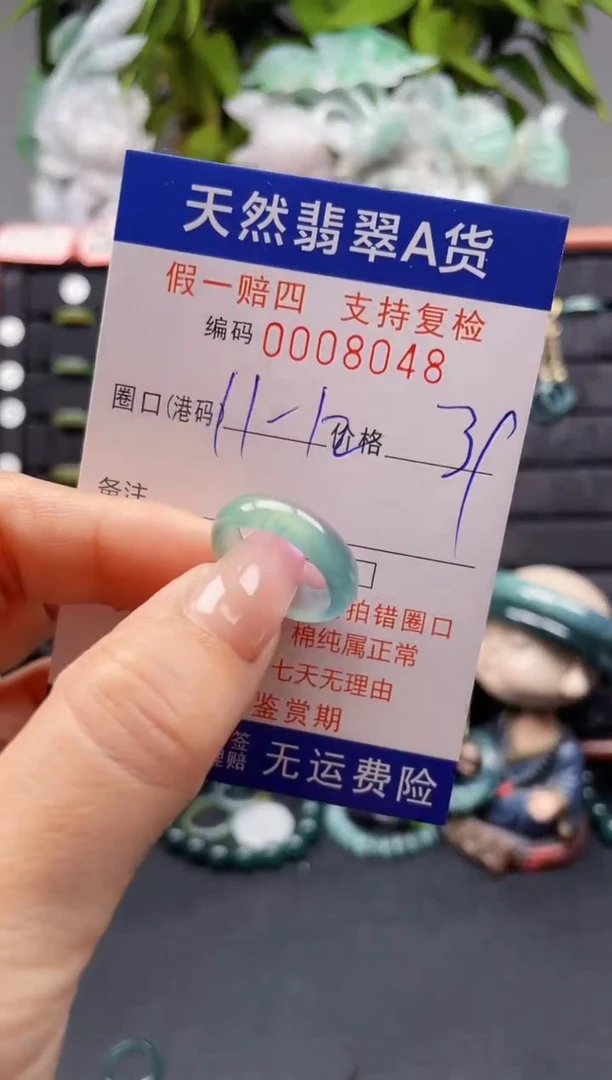 天然翡翠A货
假一赔四 支持复检
编码 0008048
圈口(港码) 11-12 价格
备注
拍错圈口
棉纯属正常
七天无理由
鉴赏期
签
赔 无运费险